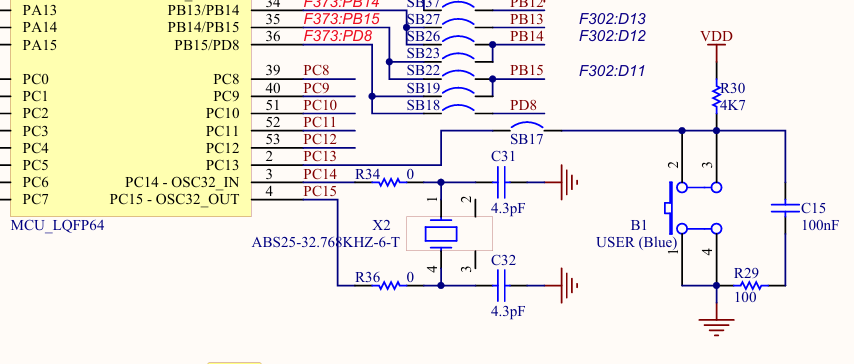 34 F373:PB14 SB37 PB12
PA13 PB13/PB14 35 F373:PB15 SB27 PB13 F302:D13
PA14 PB14/PB15 36 F373:PD8 SB26 PB14 F302:D12
PA15 PB15/PD8 SB23 VDD
PC0 PC8 39 PC8 SB22 PB15 F302:D11
PC1 PC9 40 PC9 SB19 R30
PC2 PC10 51 PC10 SB18 PD8 4K7
PC3 PC11 52 PC11
PC4 PC12 53 PC12 SB17
PC5 PC13 2 PC13 C31 2 3
PC6 PC14 - OSC32_IN 3 PC14 R34 0
PC7 PC15 - OSC32_OUT 4 PC15 1 2 4.3pF C15
MCU_LQFP64 X2 B1 100nF
ABS25-32.768KHZ-6-T USER (Blue)
4 3 C32 1 4
R36 0 R29
4.3pF 100